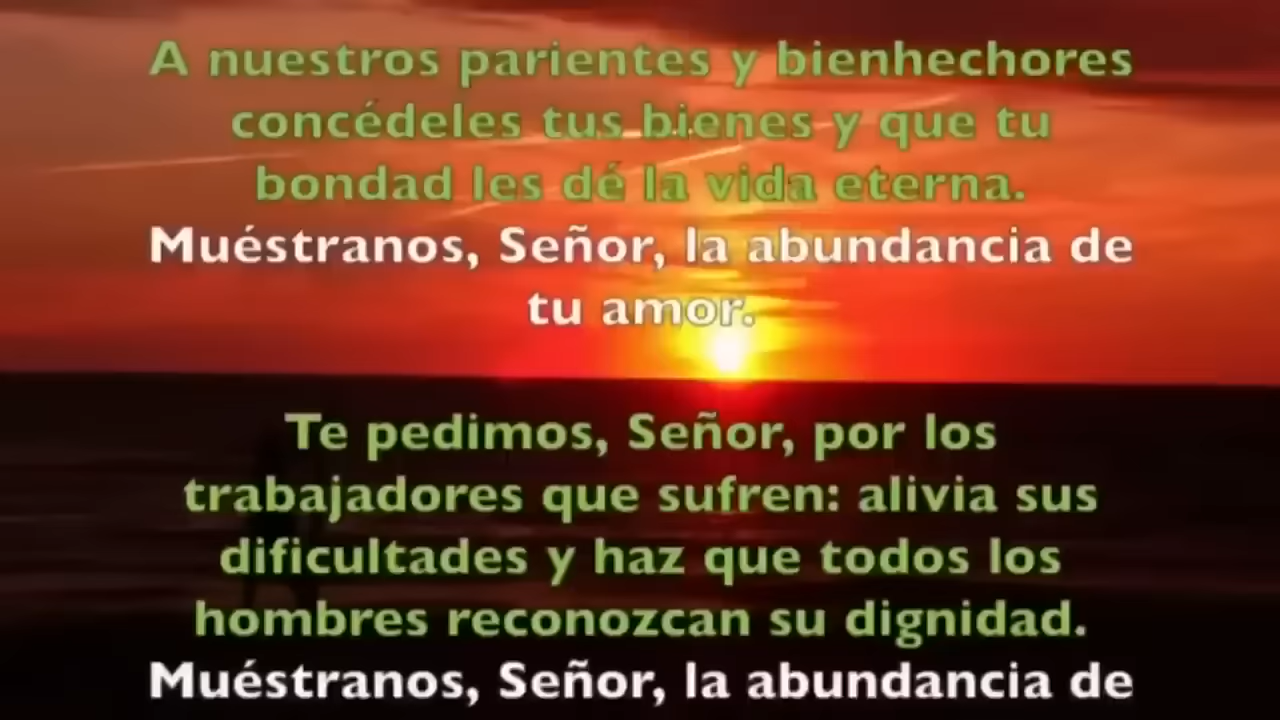 A nuestros parientes y bienhechores
concédeles tus bienes y que tu
bondad les dé la vida eterna.
Muéstranos, Señor, la abundancia de
tu amor.
Te pedimos, Señor, por los
trabajadores que sufren: alivia sus
dificultades y haz que todos los
hombres reconozcan su dignidad.
Muéstranos, Señor, la abundancia de